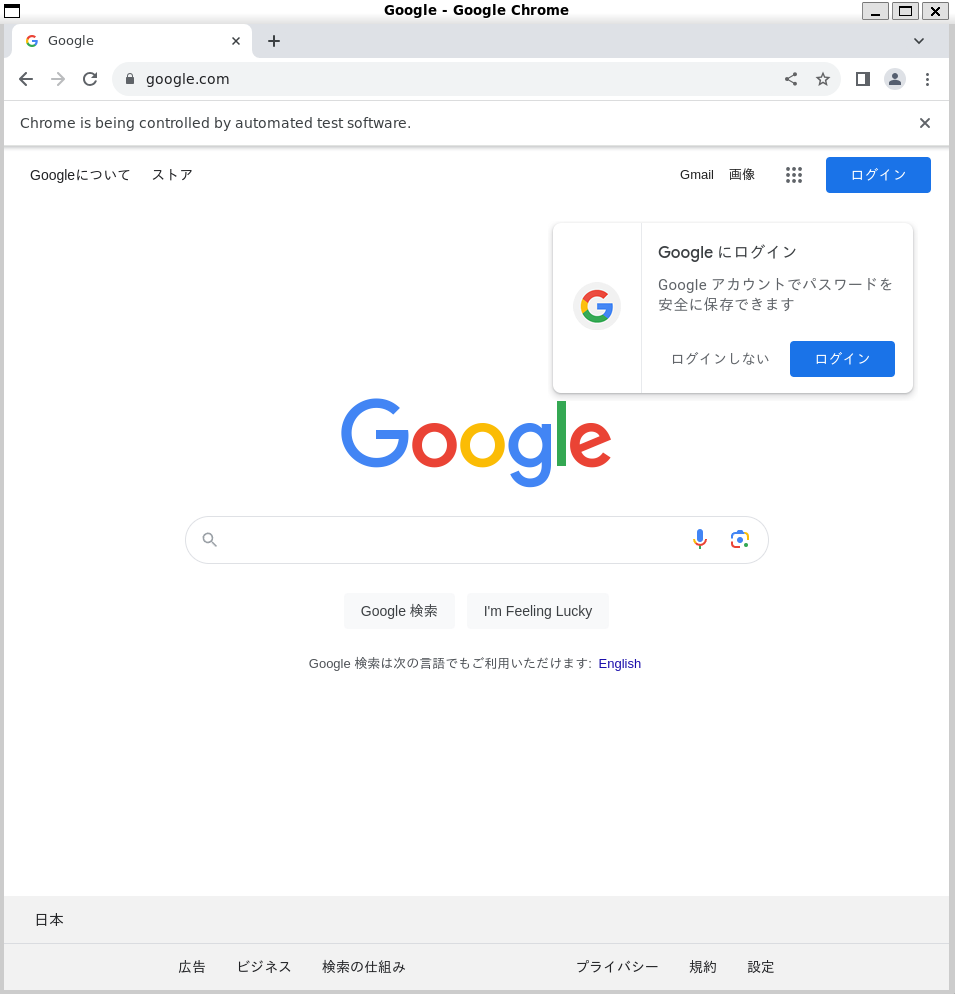 Google - Google Chrome
Google
google.com
Chrome is being controlled by automated test software.
Googleについて ストア Gmail 画像 ログイン
Google にログイン
Google アカウントでパスワードを
安全に保存できます
ログインしない ログイン
Google
Google 検索 I'm Feeling Lucky
Google 検索は次の言語でもご利用いただけます: English
日本
広告 ビジネス 検索の仕組み プライバシー 規約 設定